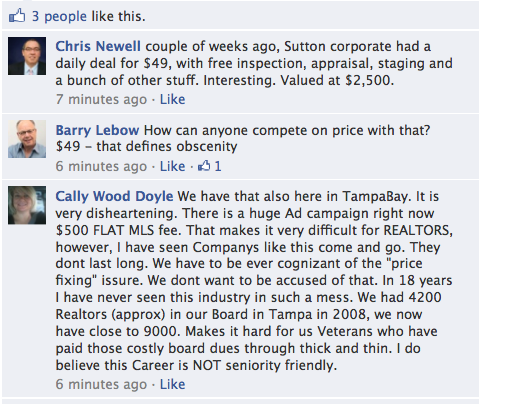 3 people like this.
Chris Newell couple of weeks ago, Sutton corporate had a
daily deal for $49, with free inspection, appraisal, staging and
a bunch of other stuff. Interesting. Valued at $2,500.
7 minutes ago · Like
Barry Lebow How can anyone compete on price with that?
$49 – that defines obscenity
6 minutes ago · Like · 1
Cally Wood Doyle We have that also here in TampaBay. It is
very disheartening. There is a huge Ad campaign right now
$500 FLAT MLS fee. That makes it very difficult for REALTORS,
however, I have seen Companys like this come and go. They
dont last long. We have to be ever cognizant of the "price
fixing" issure. We dont want to be accused of that. In 18 years
I have never seen this industry in such a mess. We had 4200
Realtors (approx) in our Board in Tampa in 2008, we now
have close to 9000. Makes it hard for us Veterans who have
paid those costly board dues through thick and thin. I do
believe this Career is NOT seniority friendly.
6 minutes ago · Like